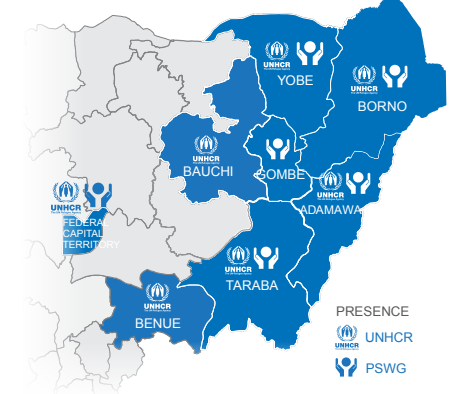 UNHCR
YOBE
UNHCR
BORNO
UNHCR
BAUCHI
GOMBE
UNHCR
ADAMAWA
UNHCR
FEDERAL
CAPITAL
TERRITORY
UNHCR
TARABA
UNHCR
BENUE
PRESENCE
UNHCR
UNHCR
PSWG